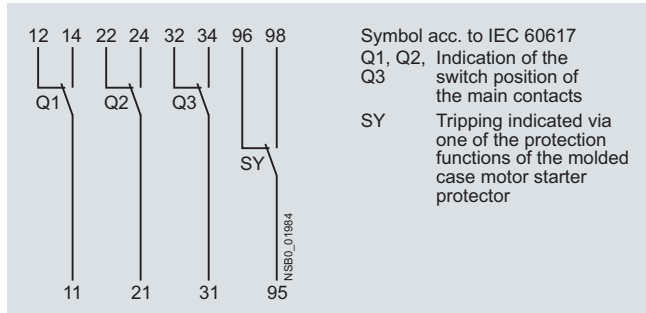 12 14 22 24 32 34 96 98
Q1 Q2 Q3
SY
NSB0_01984
11 21 31 95
Symbol acc. to IEC 60617
Q1, Q2, Indication of the
Q3 switch position of
the main contacts
SY Tripping indicated via
one of the protection
functions of the molded
case motor starter
protector